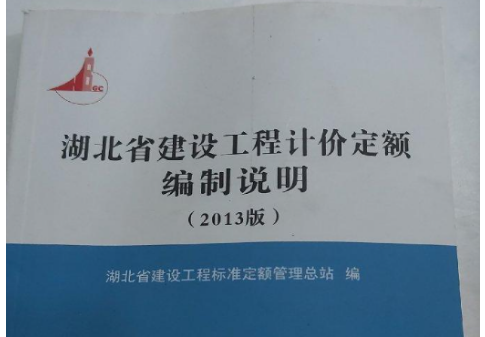 GC
湖北省建设工程计价定额
编制说明
（2013版）
湖北省建设工程标准定额管理总站 编